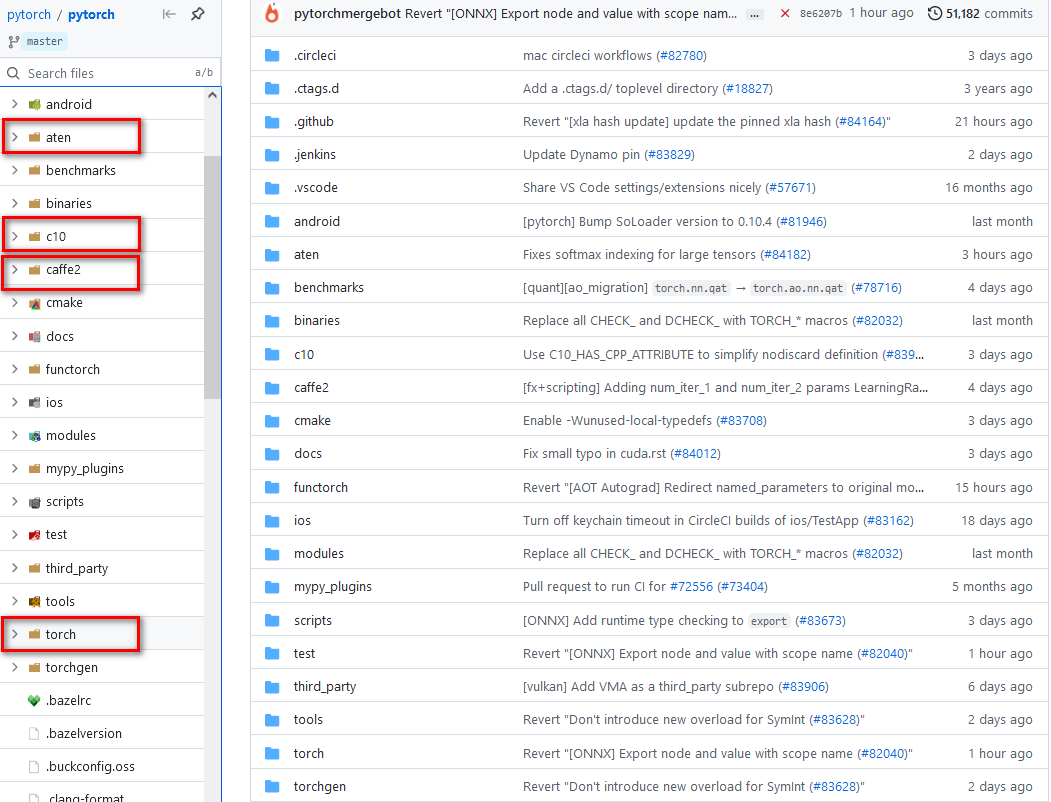 pytorch / pytorch
master
Search files a/b
android
aten
benchmarks
binaries
c10
caffe2
cmake
docs
functorch
ios
modules
mypy_plugins
scripts
test
third_party
tools
torch
torchgen
.bazelrc
.bazelversion
.buckconfig.oss
.clang-format
pytorchmergebot Revert "[ONNX] Export node and value with scope nam... ... 8e6207b 1 hour ago 51,182 commits
.circleci mac circleci workflows (#82780) 3 days ago
.ctags.d Add a .ctags.d/ toplevel directory (#18827) 3 years ago
.github Revert "[xla hash update] update the pinned xla hash (#84164)" 21 hours ago
.jenkins Update Dynamo pin (#83829) 2 days ago
.vscode Share VS Code settings/extensions nicely (#57671) 16 months ago
android [pytorch] Bump SoLoader version to 0.10.4 (#81946) last month
aten Fixes softmax indexing for large tensors (#84182) 3 hours ago
benchmarks [quant][ao_migration] torch.nn.qat → torch.ao.nn.qat (#78716) 4 days ago
binaries Replace all CHECK_ and DCHECK_ with TORCH_* macros (#82032) last month
c10 Use C10_HAS_CPP_ATTRIBUTE to simplify nodiscard definition (#839... 3 days ago
caffe2 [fx+scripting] Adding num_iter_1 and num_iter_2 params LearningRa... 4 days ago
cmake Enable -Wunused-local-typedefs (#83708) 3 days ago
docs Fix small typo in cuda.rst (#84012) 3 days ago
functorch Revert "[AOT Autograd] Redirect named_parameters to original mo... 15 hours ago
ios Turn off keychain timeout in CircleCI builds of ios/TestApp (#83162) 18 days ago
modules Replace all CHECK_ and DCHECK_ with TORCH_* macros (#82032) last month
mypy_plugins Pull request to run CI for #72556 (#73404) 5 months ago
scripts [ONNX] Add runtime type checking to export (#83673) 3 days ago
test Revert "[ONNX] Export node and value with scope name (#82040)" 1 hour ago
third_party [vulkan] Add VMA as a third_party subrepo (#83906) 6 days ago
tools Revert "Don't introduce new overload for SymInt (#83628)" 2 days ago
torch Revert "[ONNX] Export node and value with scope name (#82040)" 1 hour ago
torchgen Revert "Don't introduce new overload for SymInt (#83628)" 2 days ago